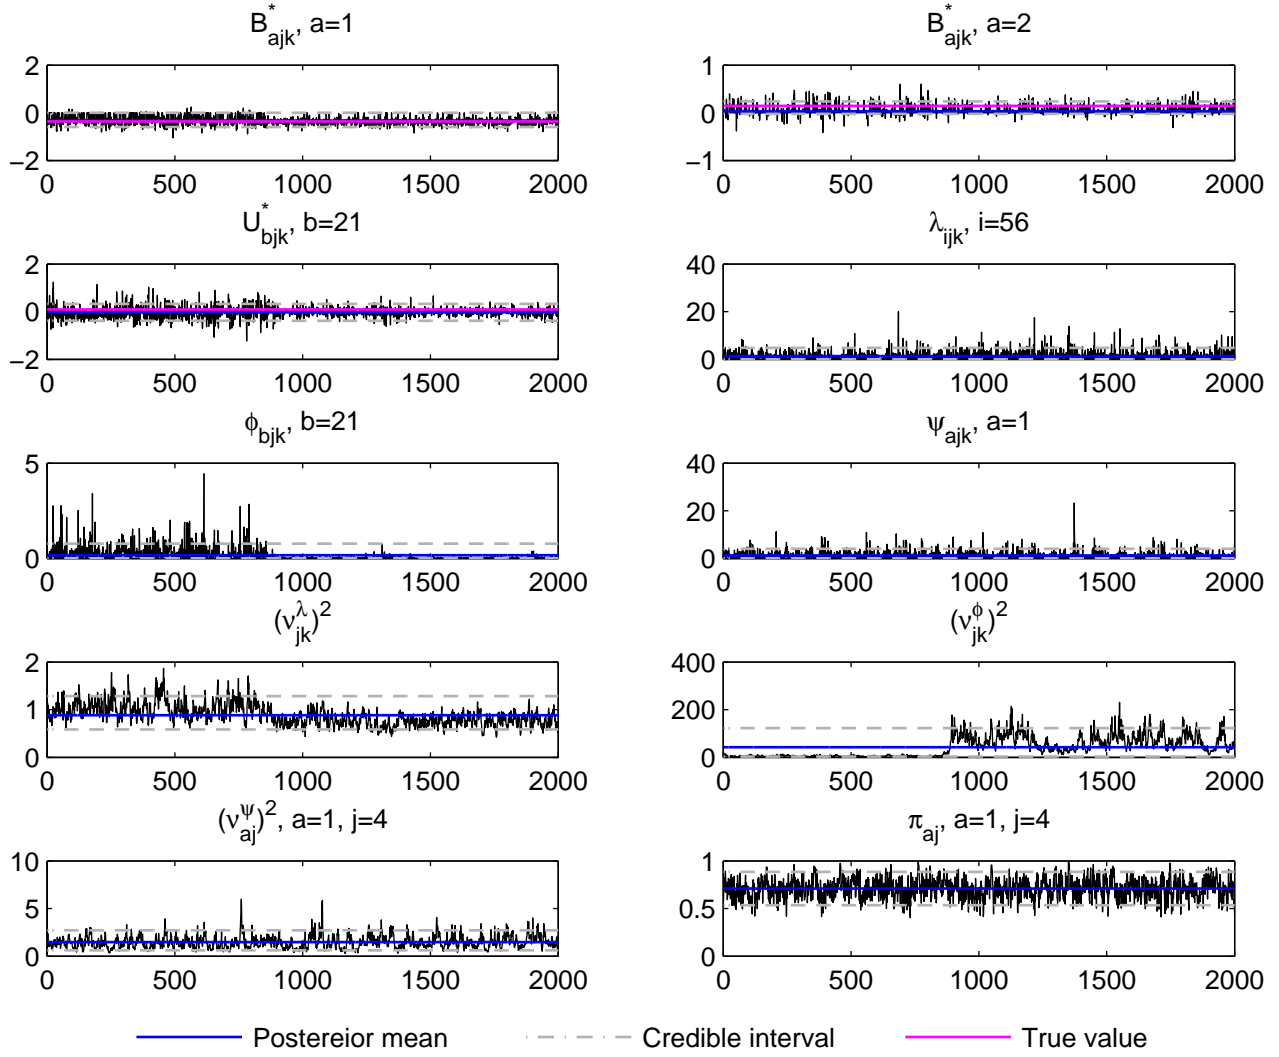 B*ajk, a=1
B*ajk, a=2
2
0
−2
0 500 1000 1500 2000
1
0
−1
0 500 1000 1500 2000
U*bjk, b=21
λijk, i=56
2
0
−2
0 500 1000 1500 2000
40
20
0
0 500 1000 1500 2000
ϕbjk, b=21
ψajk, a=1
5
0
0 500 1000 1500 2000
40
20
0
0 500 1000 1500 2000
(νλjk)2
(νϕjk)2
2
1
0
0 500 1000 1500 2000
400
200
0
0 500 1000 1500 2000
(νψaj)2, a=1, j=4
πaj, a=1, j=4
10
5
0
0 500 1000 1500 2000
1
0.5
0
0 500 1000 1500 2000
Postereior mean
Credible interval
True value